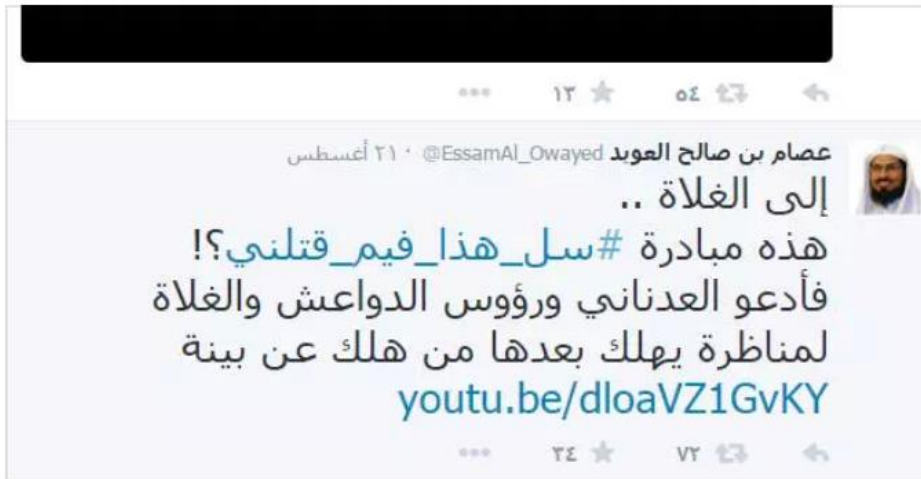 ٥٤ ١٣
عصام بن صالح العويد @EssamAl_Owayed · ٢١ أغسطس
إلى الغلاة ..
هذه مبادرة #سل_هذا_فيم_قتلني؟!
فأدعو العدناني ورؤوس الدواعش والغلاة
لمناظرة يهلك بعدها من هلك عن بينة
youtu.be/dloaVZ1GvKY
٧٢ ٣٤